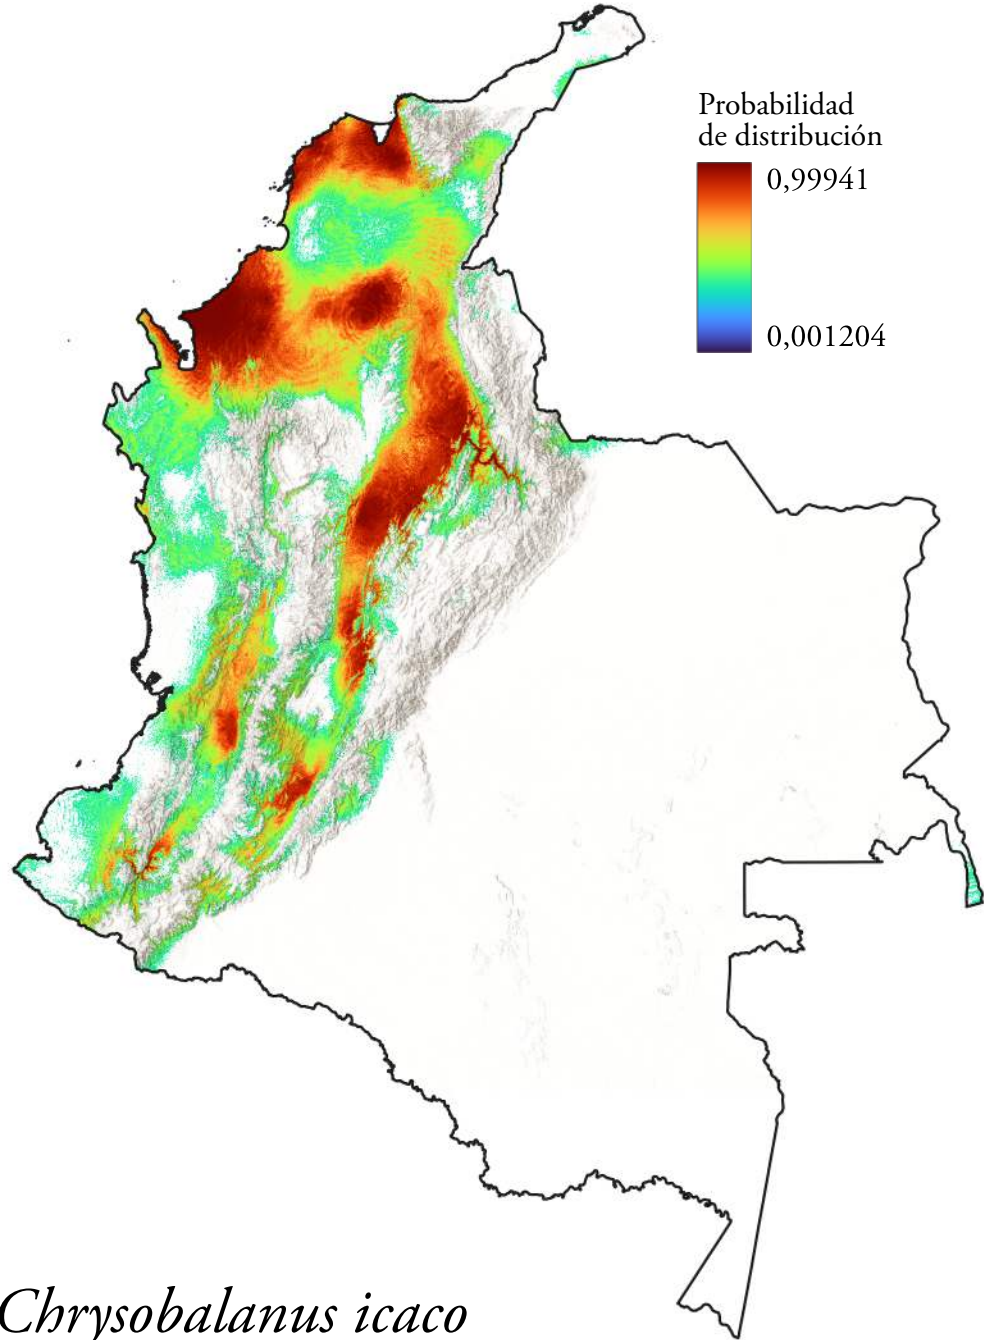 Probabilidad
de distribución
0,99941
0,001204
Chrysobalanus icaco